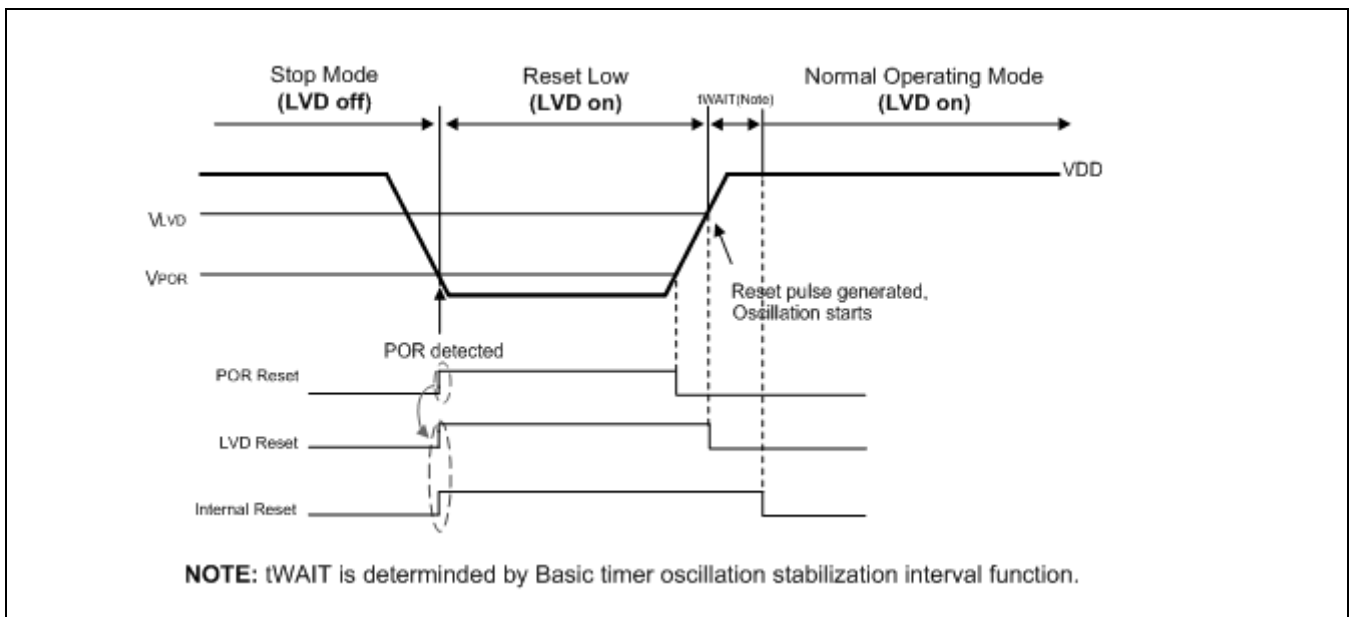 Stop Mode
(LVD off)
Reset Low
(LVD on)
tWAIT(Note)
Normal Operating Mode
(LVD on)
VDD
VLVD
VPOR
Reset pulse generated,
Oscillation starts
POR detected
POR Reset
LVD Reset
Internal Reset
NOTE: tWAIT is determinded by Basic timer oscillation stabilization interval function.